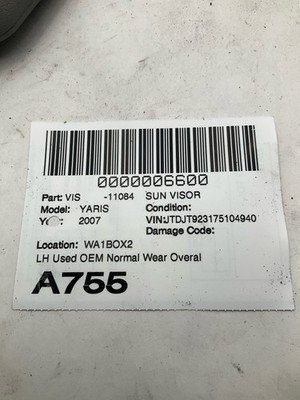 0000006600
Part: VIS -11084 SUN VISOR
Model: YARIS Condition:
2007 VIN:JTDJT923175104940
Damage Code:
Location: WA1BOX2
LH Used OEM Normal Wear Overal
A755